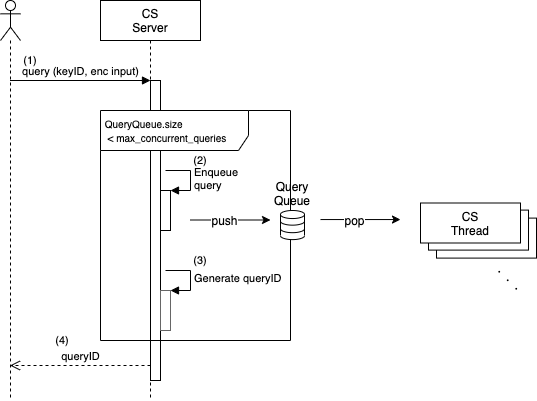 CS
Server
(1)
query (keyID, enc input)
QueryQueue.size
< max_concurrent_queries
(2)
Enqueue
query
Query
Queue
push
pop
CS
Thread
(3)
Generate queryID
(4)
queryID